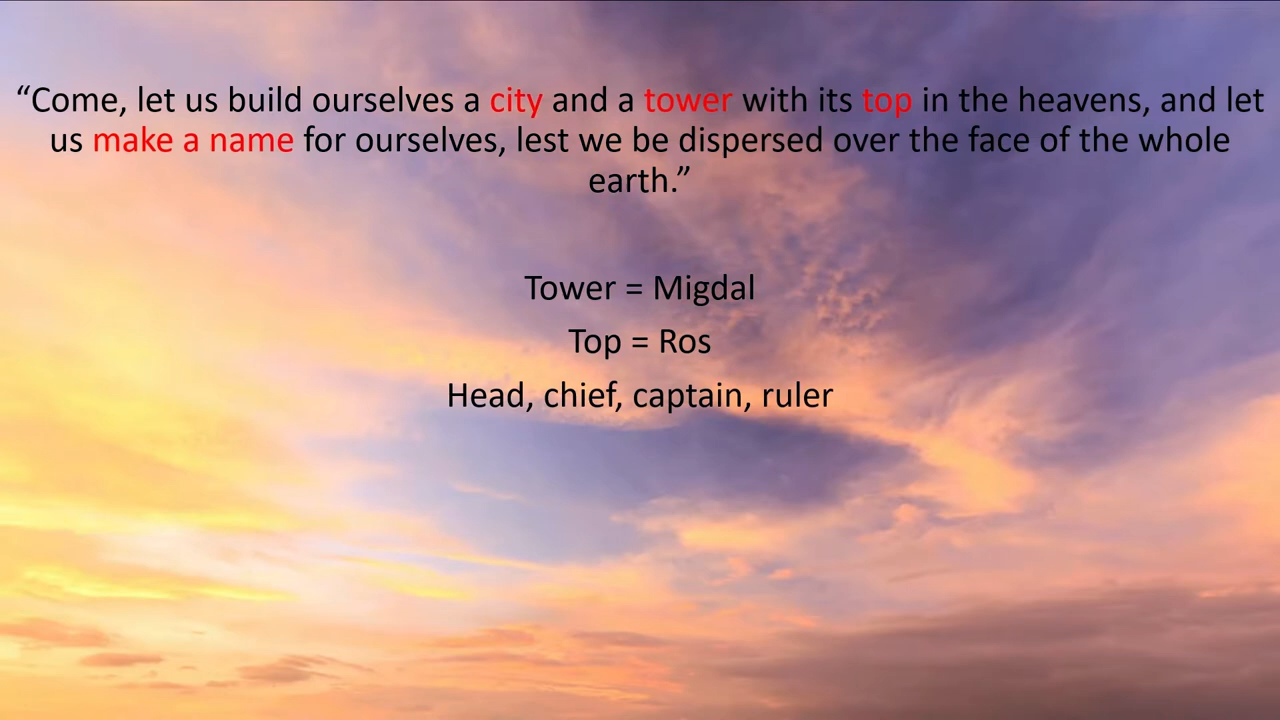 “Come, let us build ourselves a city and a tower with its top in the heavens, and let
us make a name for ourselves, lest we be dispersed over the face of the whole
earth.”
Tower = Migdal
Top = Ros
Head, chief, captain, ruler